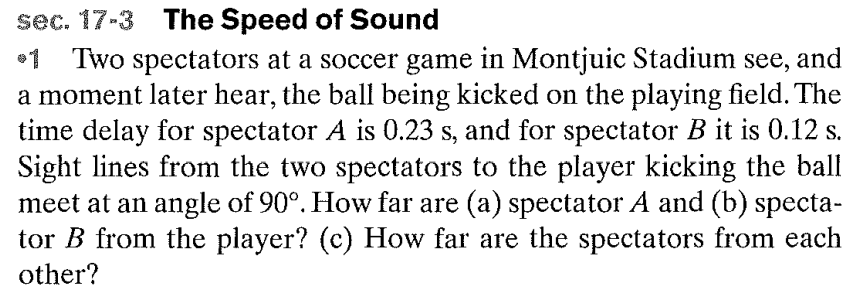 sec. 17-3 The Speed of Sound
•1 Two spectators at a soccer game in Montjuic Stadium see, and
a moment later hear, the ball being kicked on the playing field. The
time delay for spectator A is 0.23 s, and for spectator B it is 0.12 s.
Sight lines from the two spectators to the player kicking the ball
meet at an angle of 90°. How far are (a) spectator A and (b) specta-
tor B from the player? (c) How far are the spectators from each
other?